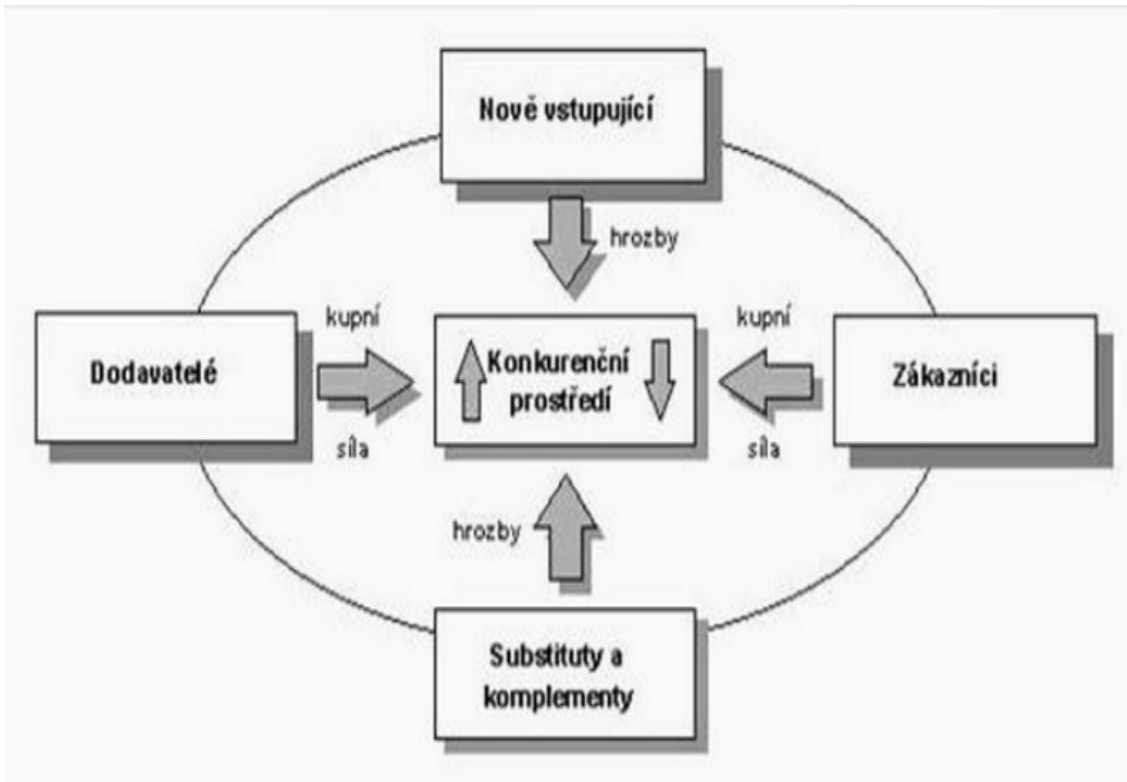 Nově vstupující
hrozby
kupní
kupní
Dodavatelé
Konkurenční
prostředí
Zákazníci
síla
síla
hrozby
Substituty a
komplementy